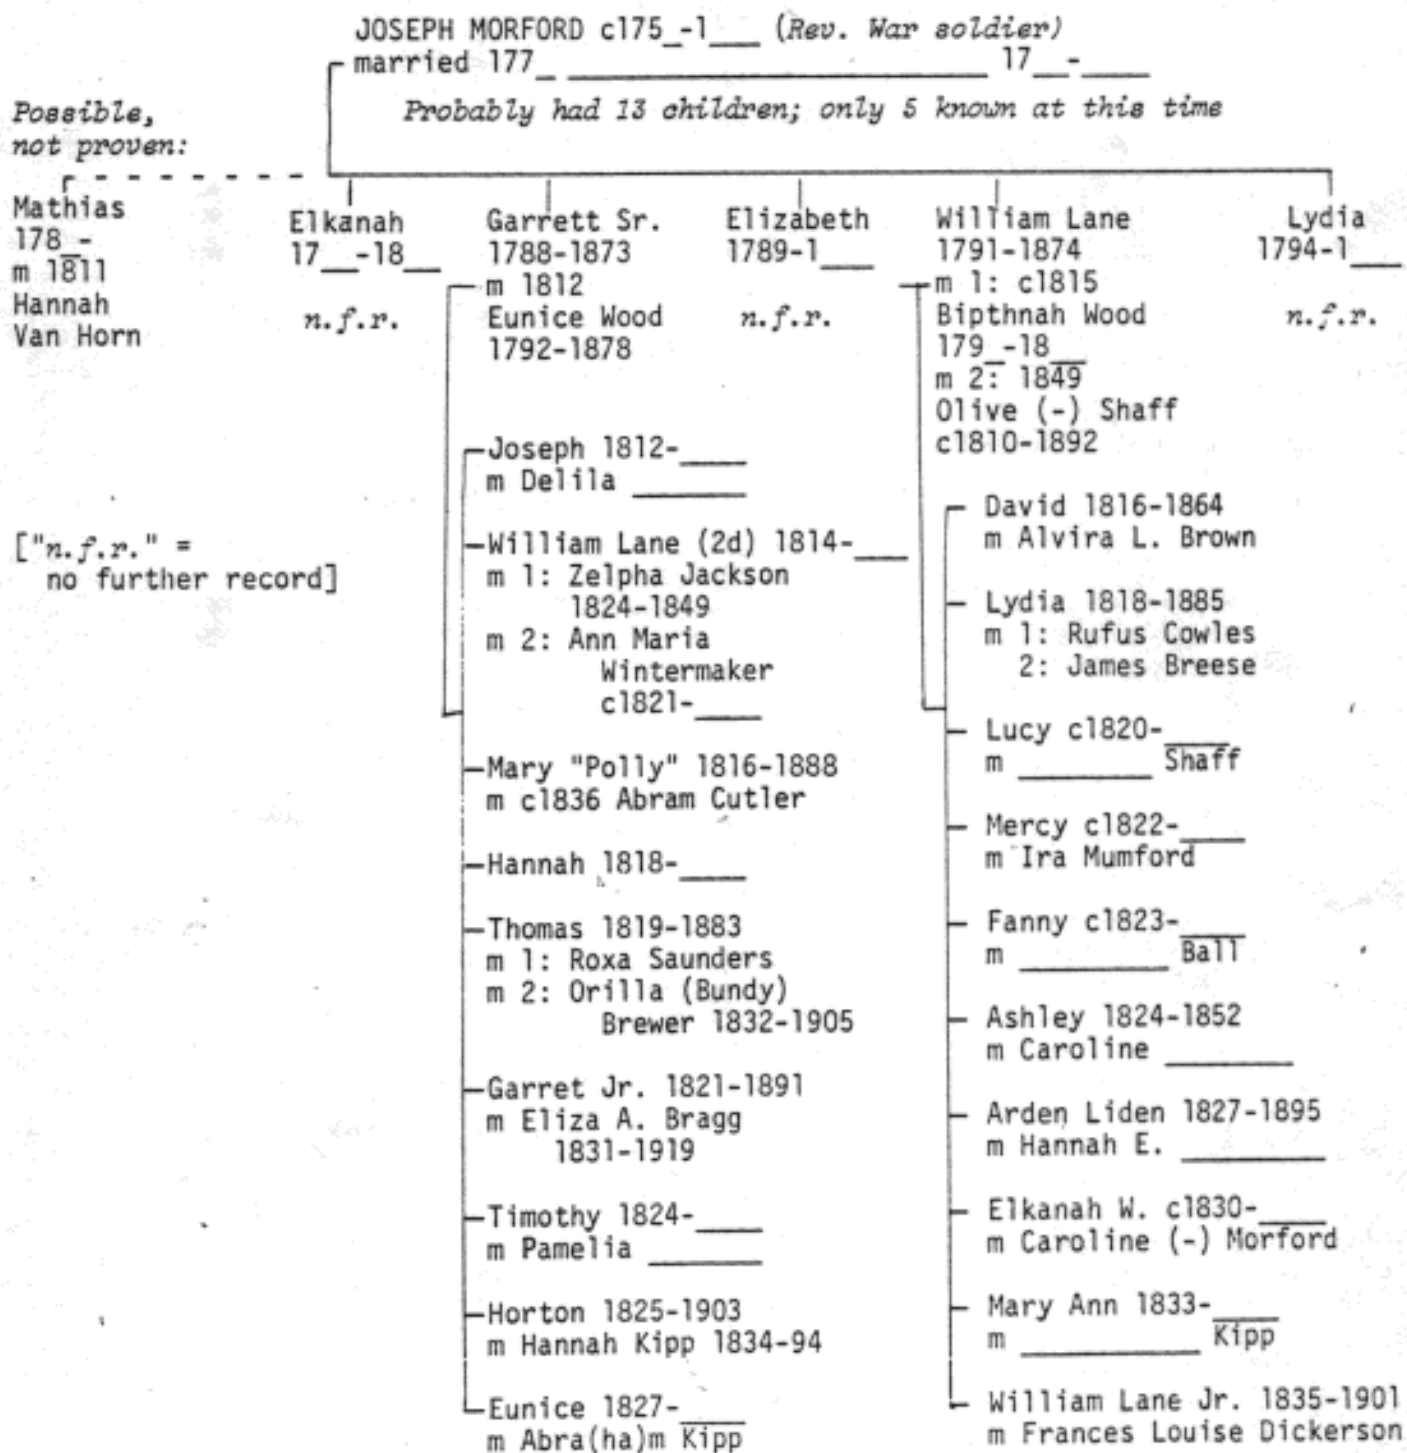 JOSEPH MORFORD c175_-1___ (Rev. War soldier)
married 177_ ____________________ 17__-____
Probably had 13 children; only 5 known at this time
Possible,
not proven:
Mathias
178_-
m 1811
Hannah
Van Horn
Elkanah
17__-18__
n.f.r.
Garrett Sr.
1788-1873
m 1812
Eunice Wood
1792-1878
Elizabeth
1789-1___
n.f.r.
William Lane
1791-1874
m 1: c1815
Bipthnah Wood
179_-18__
m 2: 1849
Olive (-) Shaff
c1810-1892
Lydia
1794-1___
n.f.r.
["n.f.r." =
no further record]
Joseph 1812-____
m Delila _______
William Lane (2d) 1814-___
m 1: Zelpha Jackson
1824-1849
m 2: Ann Maria
Wintermaker
c1821-____
Mary "Polly" 1816-1888
m c1836 Abram Cutler
Hannah 1818-____
Thomas 1819-1883
m 1: Roxa Saunders
m 2: Orilla (Bundy)
Brewer 1832-1905
Garret Jr. 1821-1891
m Eliza A. Bragg
1831-1919
Timothy 1824-____
m Pamelia _______
Horton 1825-1903
m Hannah Kipp 1834-94
Eunice 1827-____
m Abra(ha)m Kipp
David 1816-1864
m Alvira L. Brown
Lydia 1818-1885
m 1: Rufus Cowles
2: James Breese
Lucy c1820-____
m ________ Shaff
Mercy c1822-____
m Ira Mumford
Fanny c1823-____
m _________ Ball
Ashley 1824-1852
m Caroline ________
Arden Liden 1827-1895
m Hannah E. _________
Elkanah W. c1830-____
m Caroline (-) Morford
Mary Ann 1833-____
m ___________ Kipp
William Lane Jr. 1835-1901
m Frances Louise Dickerson